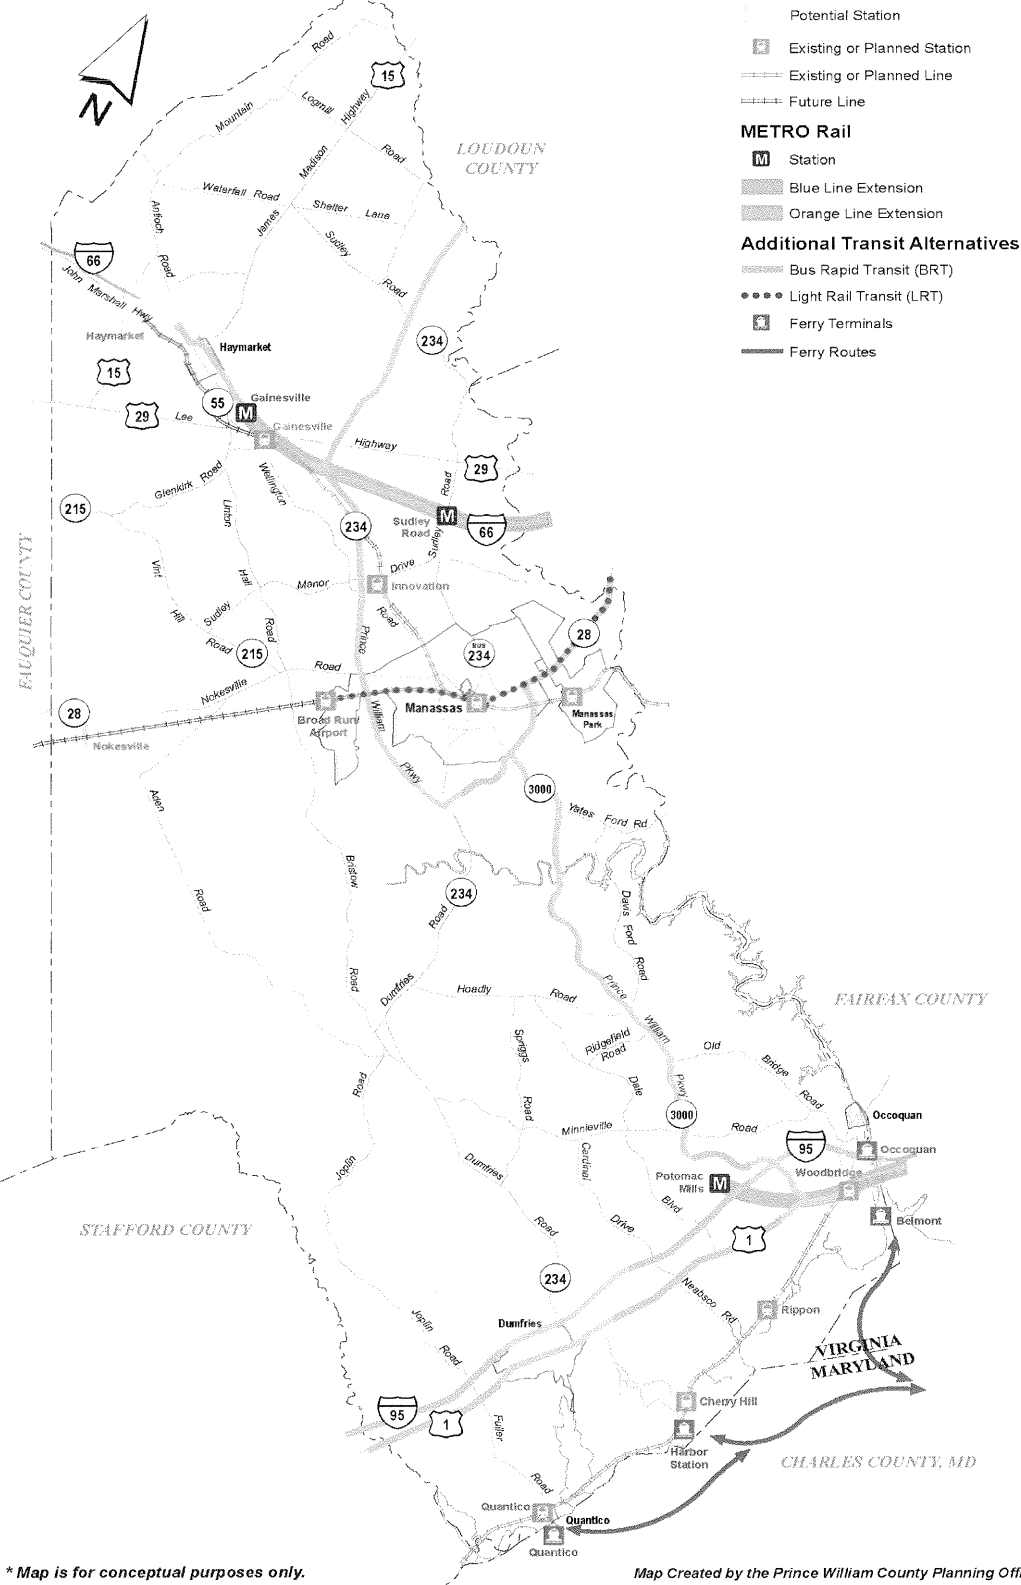 Potential Station
Existing or Planned Station
Existing or Planned Line
Future Line
METRO Rail
M Station
Blue Line Extension
Orange Line Extension
Additional Transit Alternatives
Bus Rapid Transit (BRT)
Light Rail Transit (LRT)
Ferry Terminals
Ferry Routes
N
Road
15
Mountain
Logmill
Road
James Madison Highway
LOUDOUN
COUNTY
Waterfall Road
Shelter Lane
Antioch
Road
Sudley
Road
66
John Marshall Hwy
Haymarket
Haymarket
234
15
55
29
Lee
Highway
29
M
Gainesville
Gainesville
Glenkirk Road
Wellington
Road
Linton
Hall
Road
215
234
Sudley
Road
M
Sudley
Road
66
FAUQUIER COUNTY
Vint
Hill
Road
Sudley
Manor
Drive
Innovation
215
Prince
William
Pkwy
BUS
234
28
Nokesville
Road
28
Nokesville
Broad Run/
Airport
Manassas
Manassas
Park
3000
Yates Ford Rd
Aden
Road
Bristow
Road
234
Road
Dumfries
Davis
Ford
Road
Hoadly
Road
Prince
William
Pkwy
FAIRFAX COUNTY
Spriggs
Road
Ridgefield
Road
Old
Bridge
Road
Dale
Blvd
3000
Occoquan
Minnieville
Road
95
Occoquan
Woodbridge
Potomac
Mills
M
Belmont
Joplin
Road
Dumfries
Road
Cardinal
Drive
STAFFORD COUNTY
1
234
Neabsco Rd
Rippon
Dumfries
Joplin
Road
VIRGINIA
MARYLAND
95
1
Cherry Hill
Harbor
Station
Fuller
Road
CHARLES COUNTY, MD
Quantico
Quantico
Quantico
* Map is for conceptual purposes only.
Map Created by the Prince William County Planning Offi